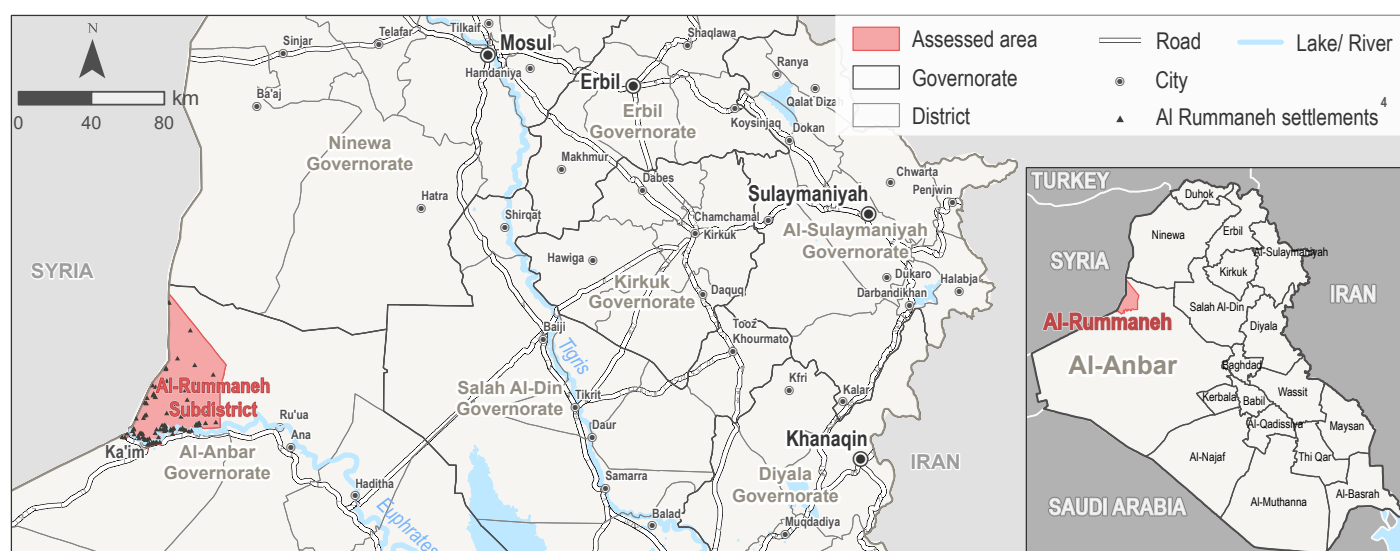 N
km
0 40 80
Assessed area
Governorate
District
Road
City
Al Rummaneh settlements
4
Lake/ River
Sinjar
Telafar
Tilkaif
Mosul
Hamdaniya
Shaqlawa
Ba'aj
Erbil
Erbil
Governorate
Ranya
Qalat Dizan
Koysinjaq
Dokan
Ninewa
Governorate
Makhmur
Dabes
Hatra
Shirqat
Chwarta
Penjwin
Sulaymaniyah
Chamchamal
Kirkuk
Al-Sulaymaniyah
Governorate
Hawiga
Kirkuk
Governorate
Daquq
Dukaro
Halabja
Darbandikhan
SYRIA
Baiji
Tigris
Tooz
Khourmato
Al-Rummaneh
Subdistrict
Salah Al-Din
Governorate
Tikrit
Kfri
Kalar
Ru'ua
Ana
Daur
Ka'im
Al-Anbar
Governorate
Khanaqin
IRAN
Haditha
Samarra
Diyala
Governorate
Euphrates
Balad
Muqdadiya
TURKEY
Duhok
Ninewa
Erbil
SYRIA
Al-Sulaymaniyah
Kirkuk
IRAN
Salah Al-Din
Al-Rummaneh
Diyala
Al-Anbar
Baghdad
Wassit
Kerbala
Babil
Al-Qadissiya
Maysan
Al-Najaf
Thi Qar
SAUDI ARABIA
Al-Muthanna
Al-Basrah